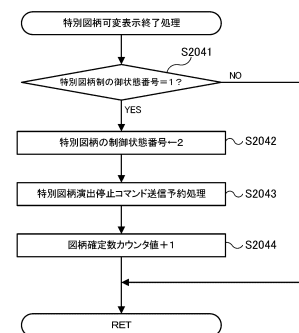 特別図柄可変表示終了処理
S2041
特別図柄制の御状態番号=1?
NO
YES
特別図柄の制御状態番号←2
S2042
特別図柄演出停止コマンド送信予約処理
S2043
図柄確定数カウンタ値+1
S2044
RET